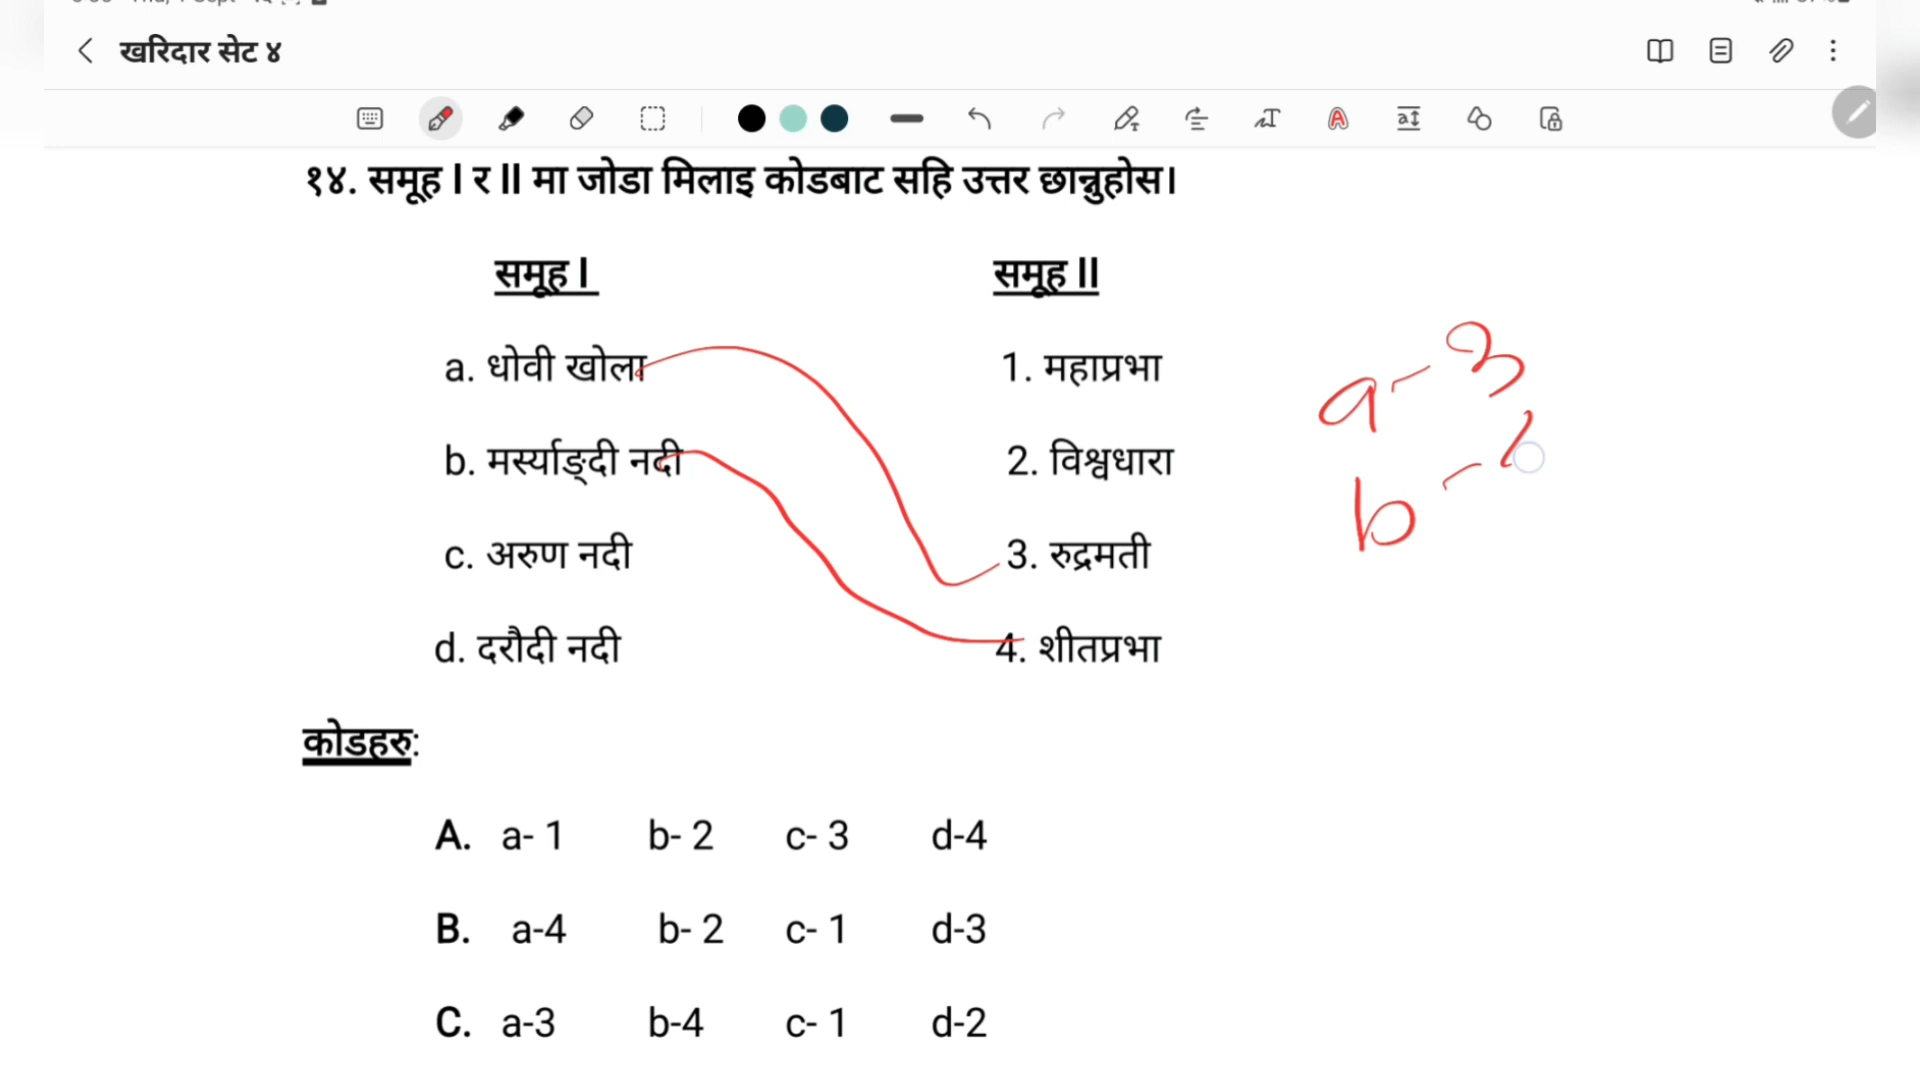 खरिदार सेट ४
१४. समूह I र II मा जोडा मिलाइ कोडबाट सहि उत्तर छान्नुहोस।
समूह I समूह II
a. धोवी खोला 1. महाप्रभा
b. मर्स्याङ्दी नदी 2. विश्वधारा
c. अरुण नदी 3. रुद्रमती
d. दरौदी नदी 4. शीतप्रभा
a - 3
b -
कोडहरु:
A. a- 1 b- 2 c- 3 d-4
B. a-4 b- 2 c- 1 d-3
C. a-3 b-4 c- 1 d-2